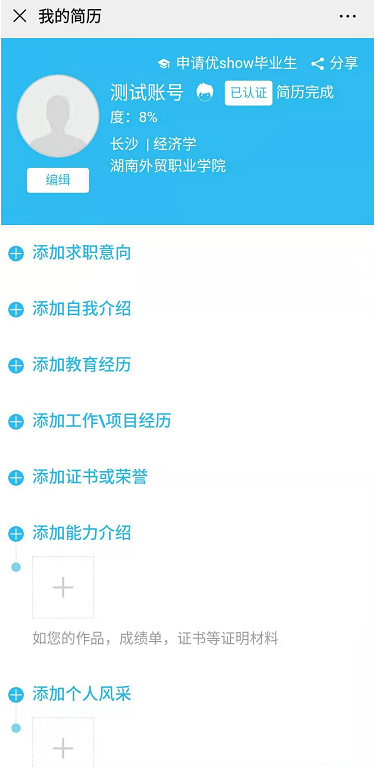 我的简历
申请优show毕业生 分享
测试账号 已认证 简历完成
度：8%
长沙 | 经济学
湖南外贸职业学院
编缉
添加求职意向
添加自我介绍
添加教育经历
添加工作\项目经历
添加证书或荣誉
添加能力介绍
如您的作品，成绩单，证书等证明材料
添加个人风采